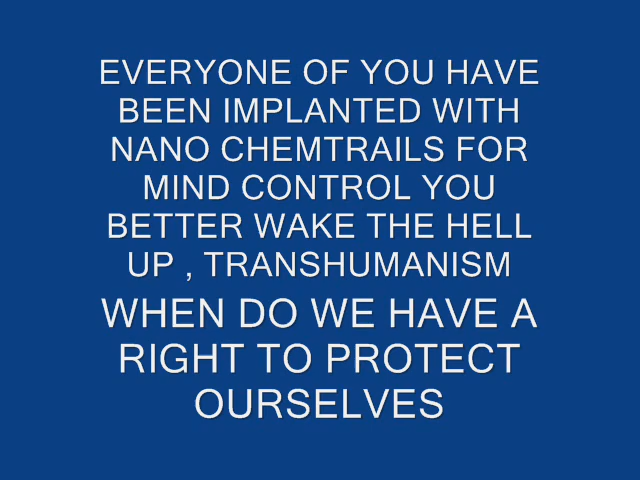 EVERYONE OF YOU HAVE
BEEN IMPLANTED WITH
NANO CHEMTRAILS FOR
MIND CONTROL YOU
BETTER WAKE THE HELL
UP , TRANSHUMANISM
WHEN DO WE HAVE A
RIGHT TO PROTECT
OURSELVES